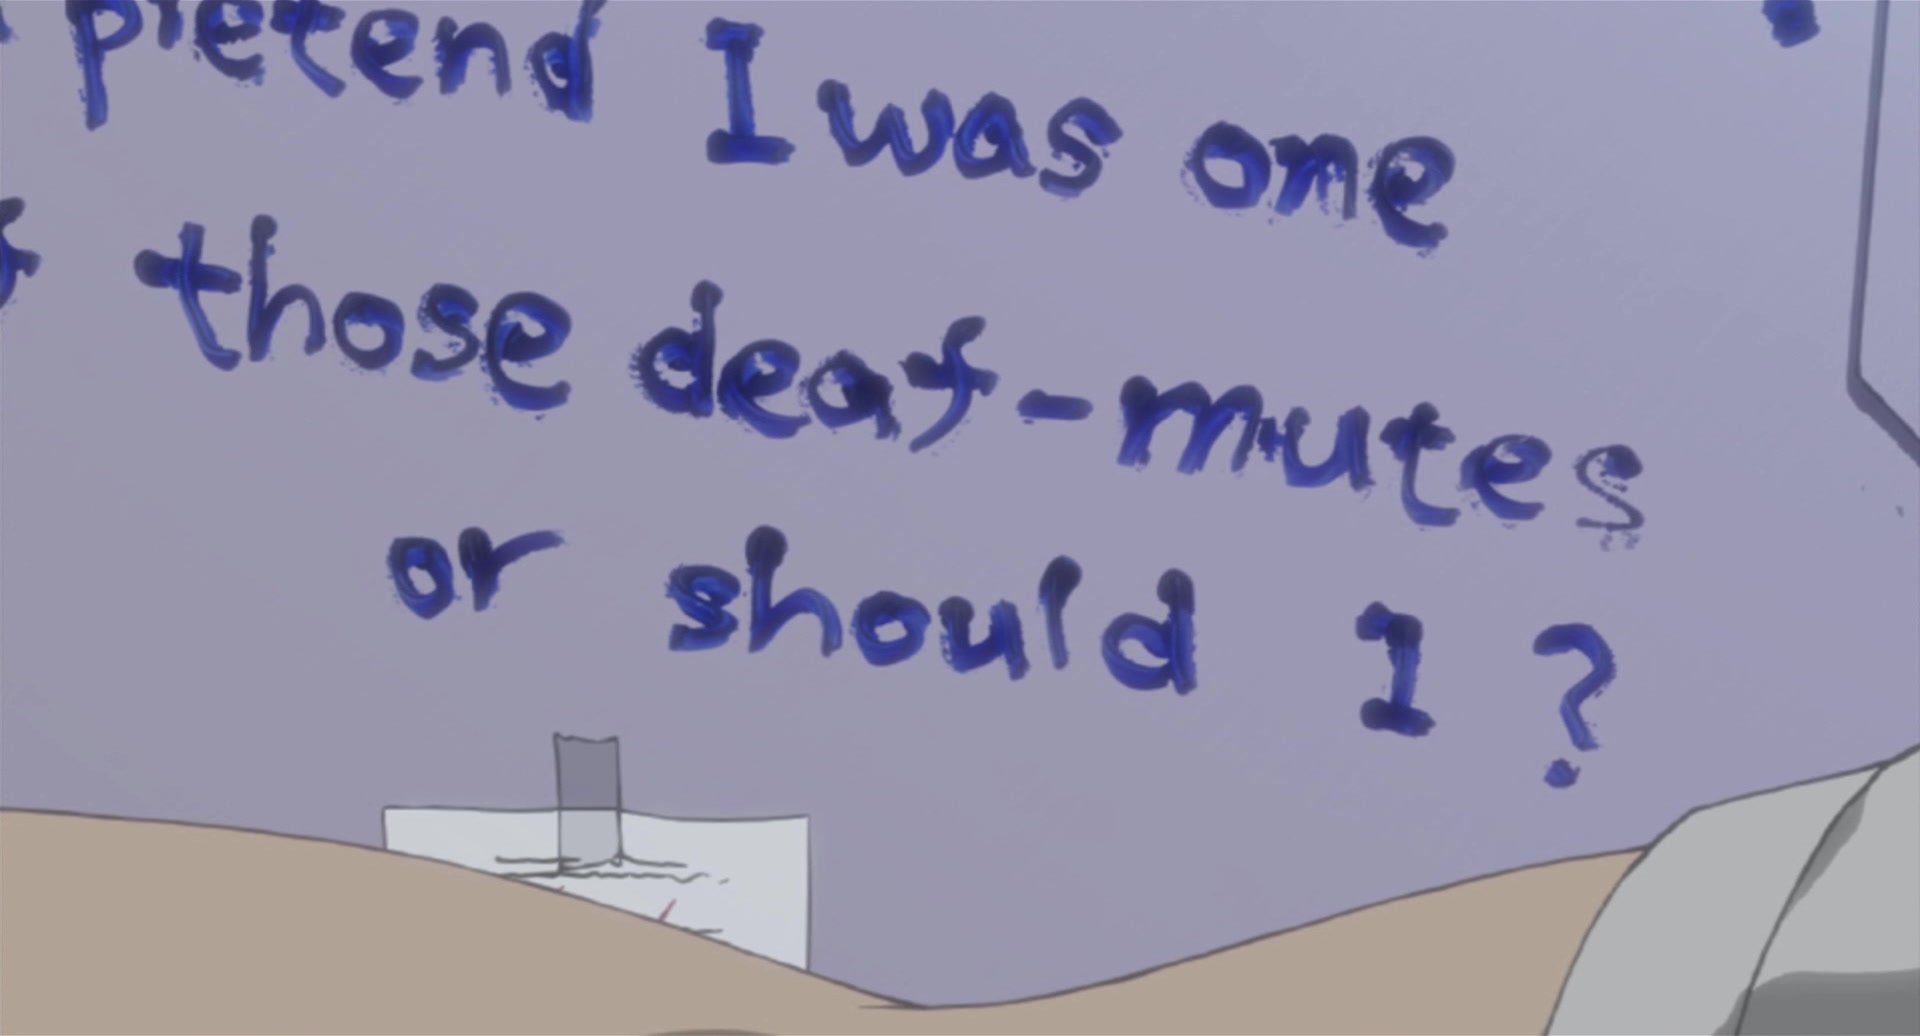 pretend I was one
those deaf-mutes
or should I?